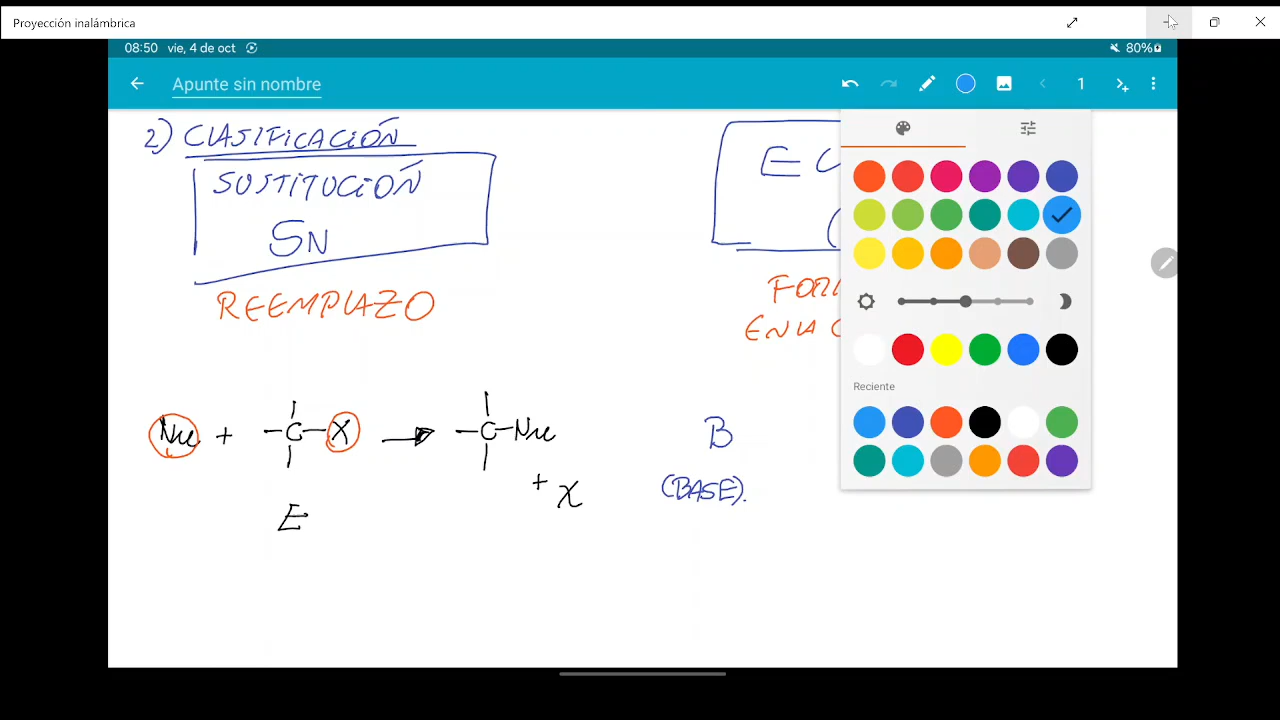 Proyección inalámbrica
08:50 vie, 4 de oct
80%
Apunte sin nombre
1
2) CLASIFICACIÓN
SUSTITUCIÓN
SN
REEMPLAZO
E
EN
Reciente
Nu + -C-X → -C-Nu
+ X
E
B
(BASE).